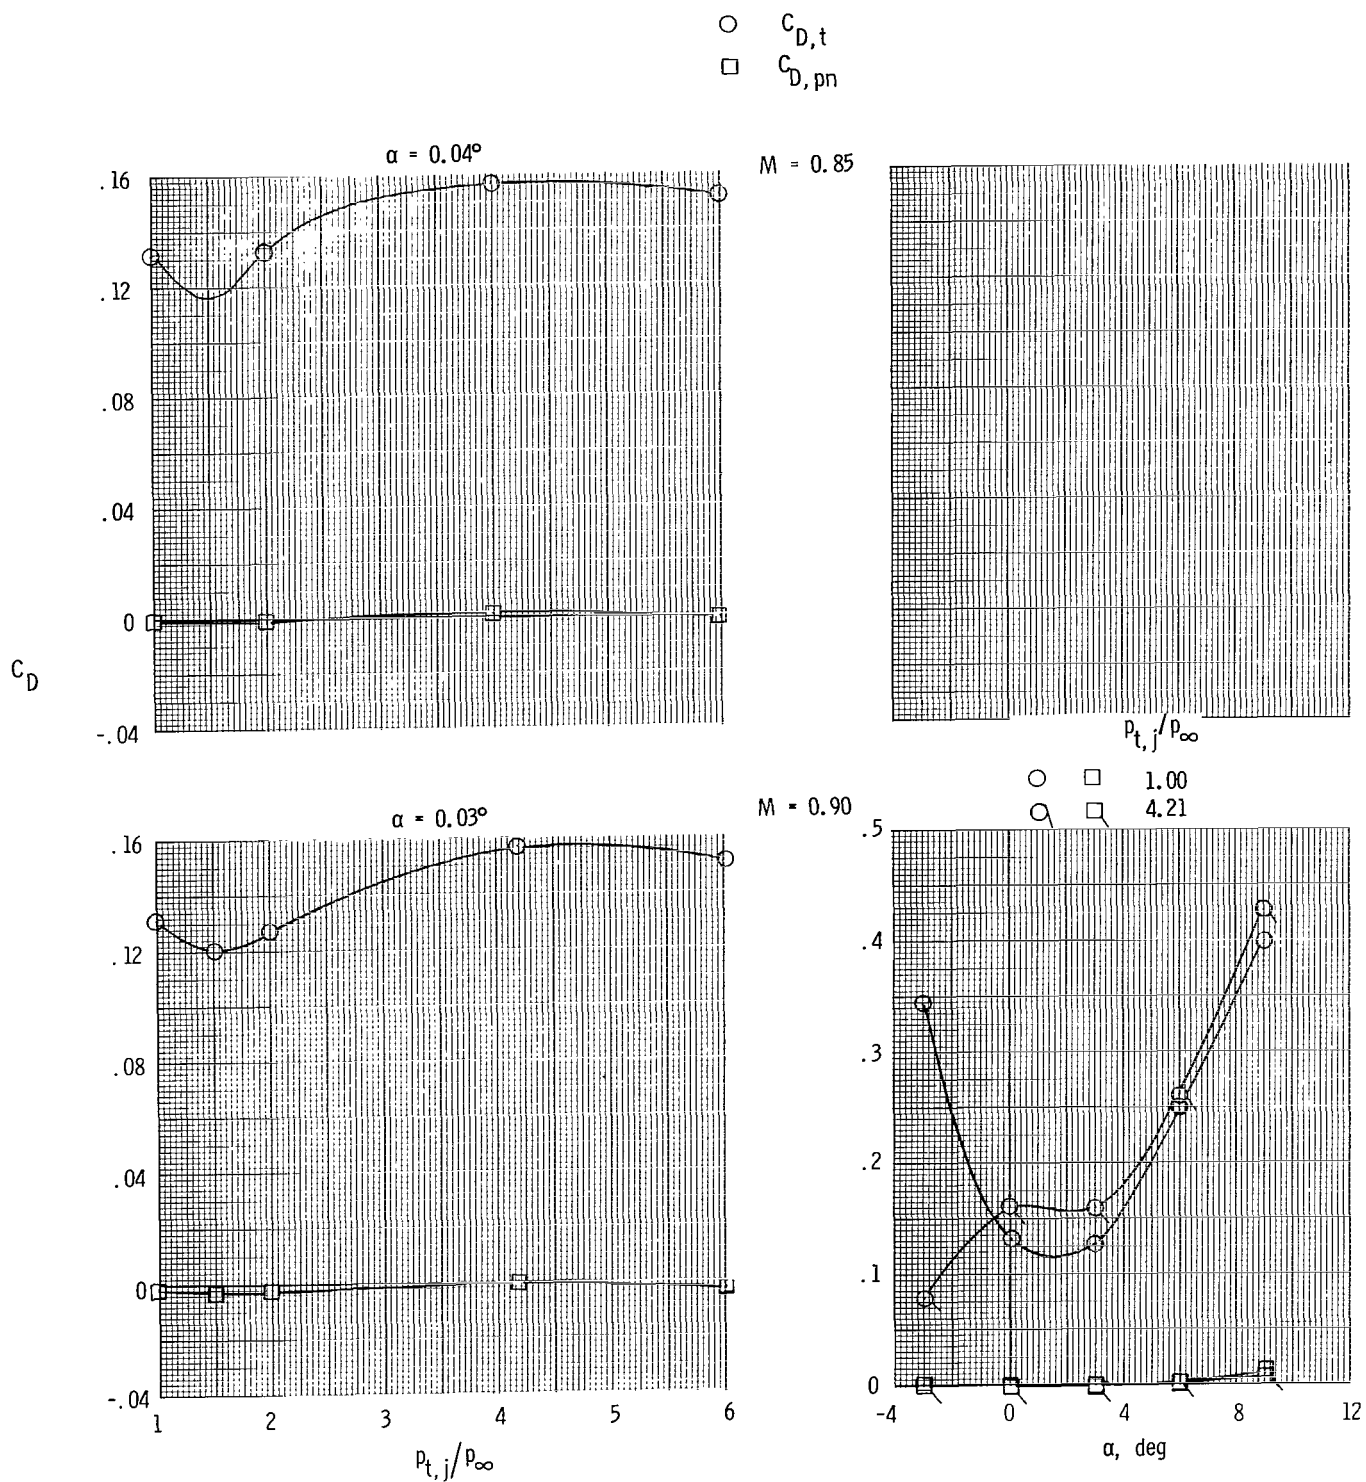 C_D,t
C_D,pn
α = 0.04°
M = 0.85
.16
.12
.08
.04
0
-.04
C_D
p_t,j/p_∞
1.00
4.21
α = 0.03°
M = 0.90
.16
.12
.08
.04
0
-.04
1 2 3 4 5 6
p_t,j/p_∞
.5
.4
.3
.2
.1
0
-4 0 4 8 12
α, deg